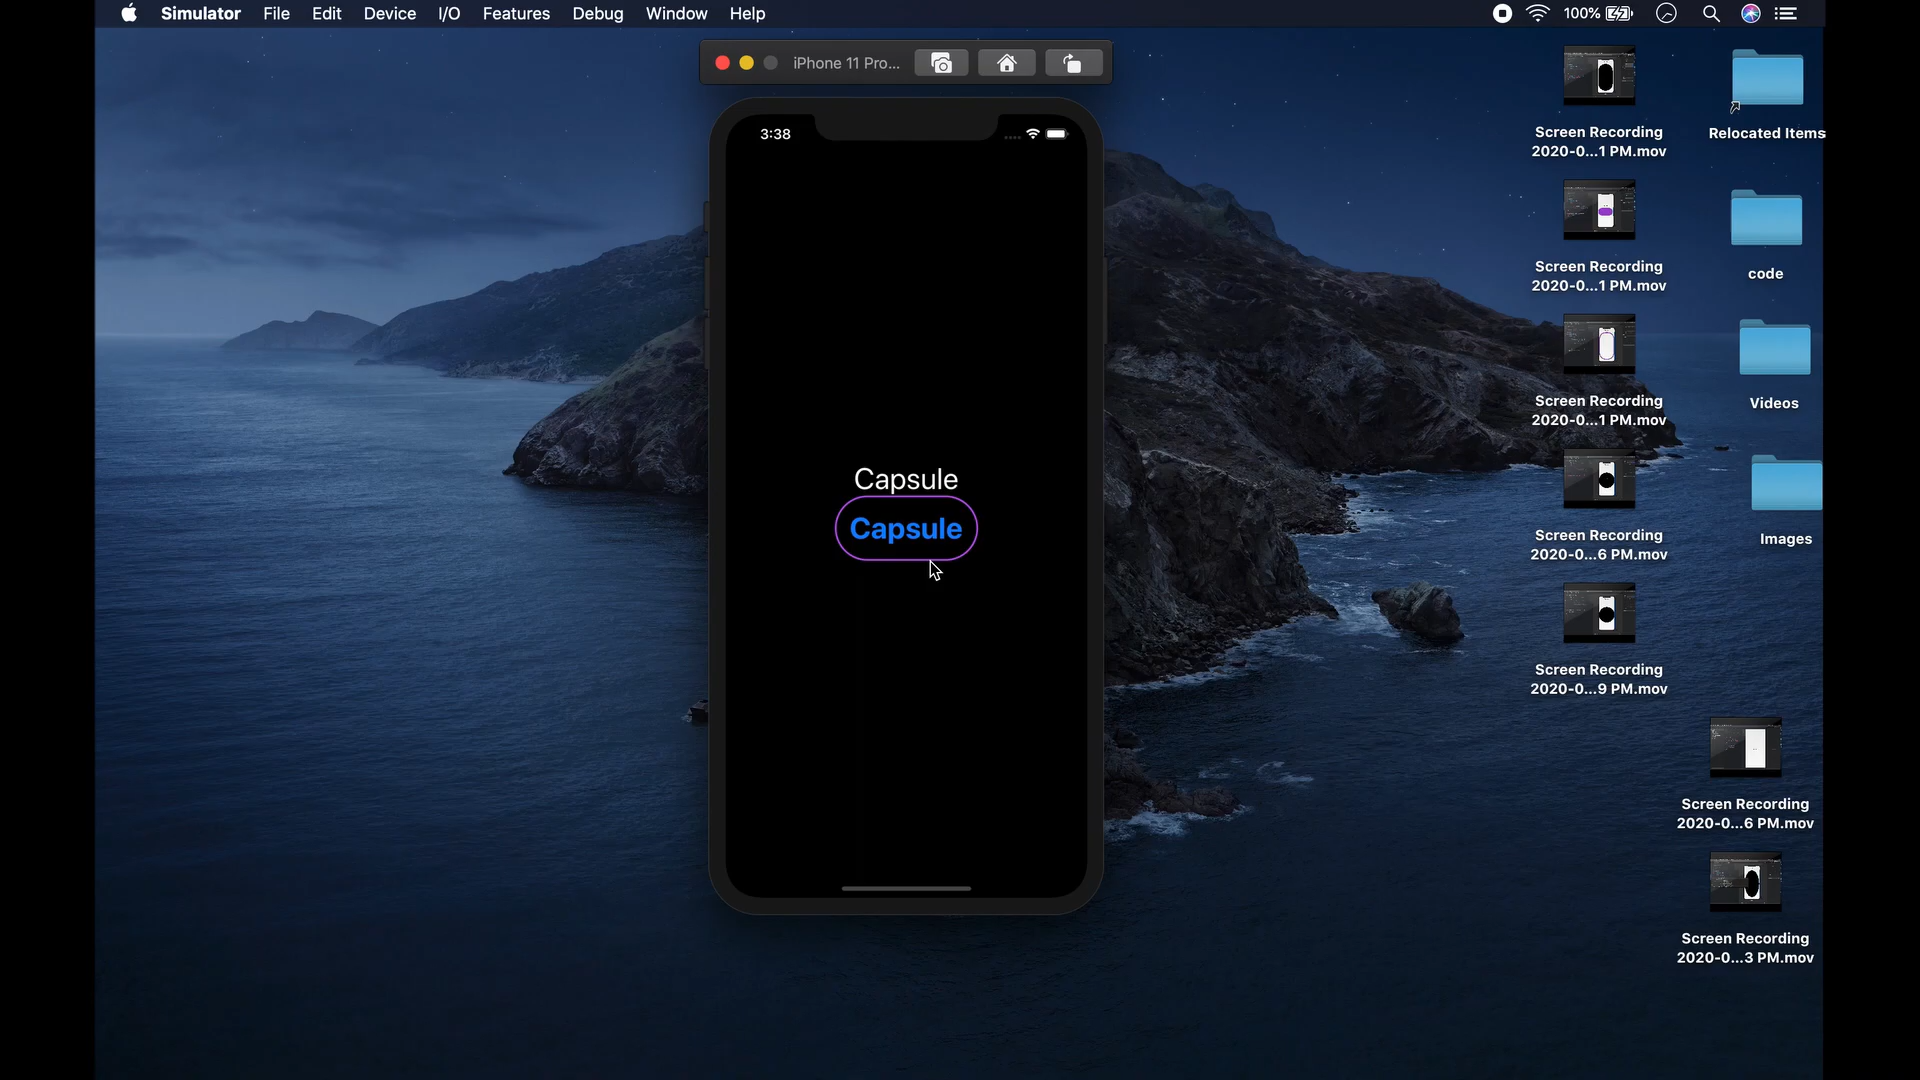 Simulator File Edit Device I/O Features Debug Window Help
100%
iPhone 11 Pro...
3:38
Capsule
Capsule
Screen Recording
2020-0...1 PM.mov
Relocated Items
Screen Recording
2020-0...1 PM.mov
code
Screen Recording
2020-0...1 PM.mov
Videos
Screen Recording
2020-0...6 PM.mov
Images
Screen Recording
2020-0...9 PM.mov
Screen Recording
2020-0...6 PM.mov
Screen Recording
2020-0...3 PM.mov